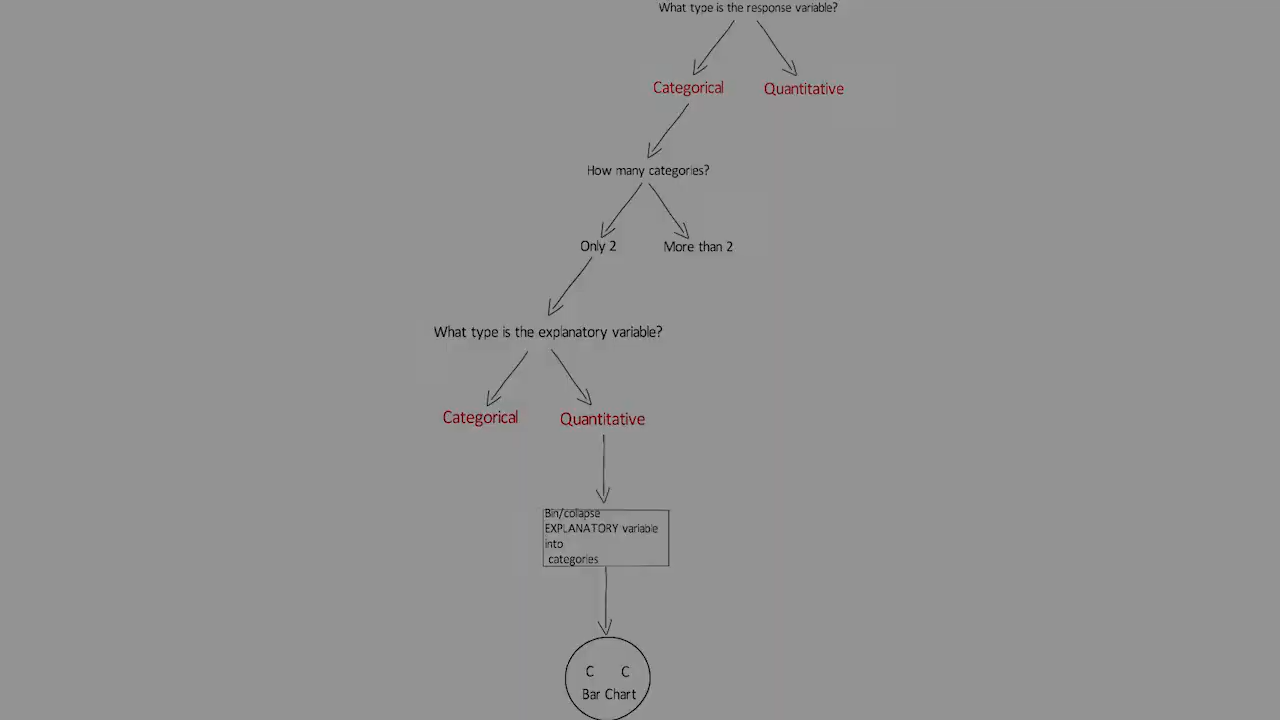 What type is the response variable?
Categorical
Quantitative
How many categories?
Only 2
More than 2
What type is the explanatory variable?
Categorical
Quantitative
Bin/colapse
EXPLANATORY variable
into
categories
C C
Bar Chart